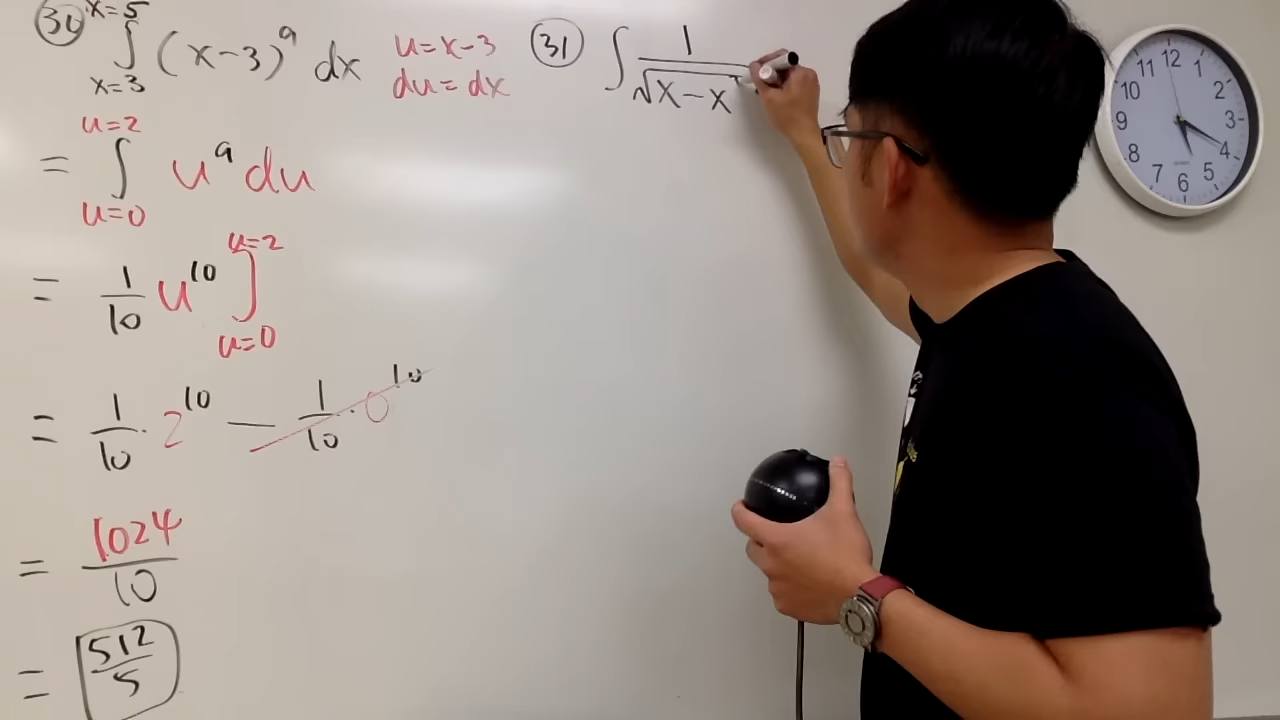 30 ∫_{x=3}^{x=5} (x-3)^9 dx u=x-3
du=dx
= ∫_{u=0}^{u=2} u^9 du
= 1/10 u^10 ]_{u=0}^{u=2}
= 1/10 · 2^10 — 1/10 · 0^10
= 1024/10
= 512/5
31 ∫ 1/√x-x
12
1
2
3
4
5
6
7
8
9
10
11